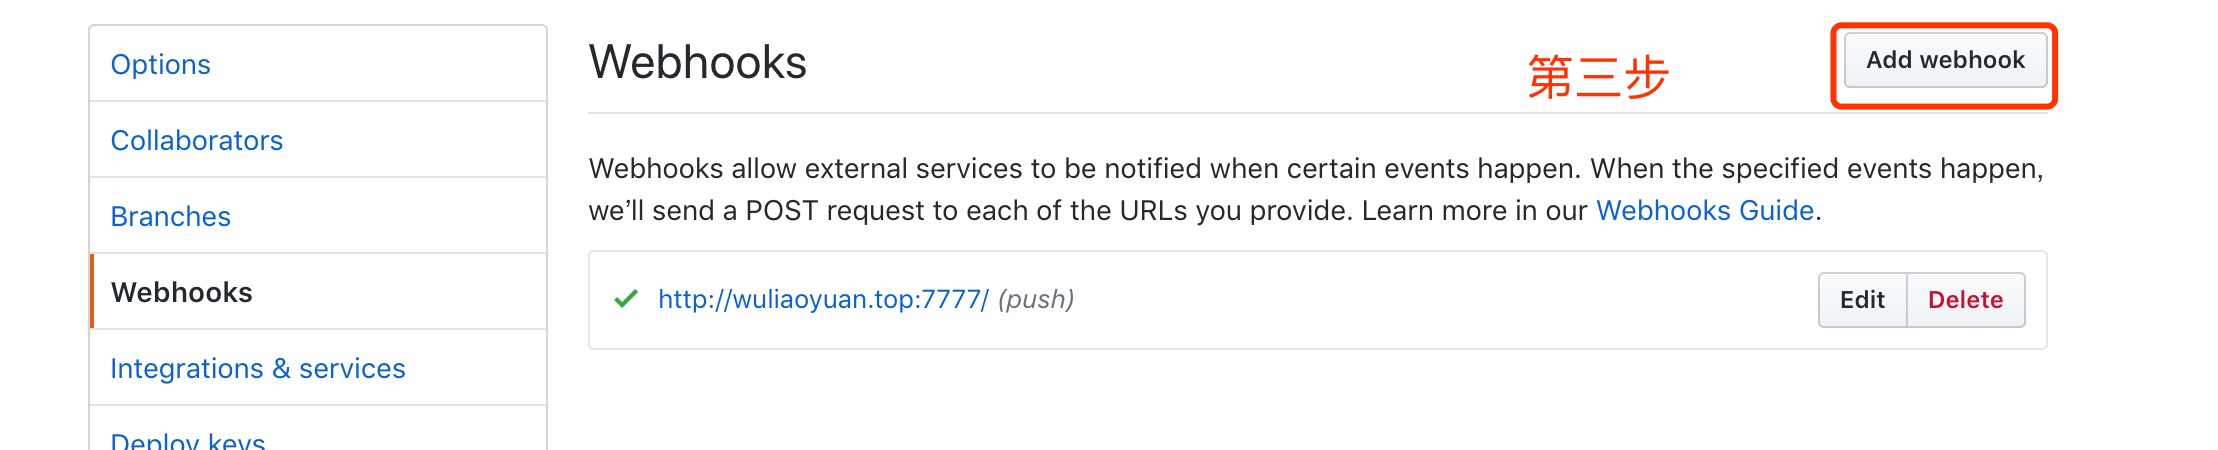 Options
Collaborators
Branches
Webhooks
Integrations & services
Deploy keys
Webhooks
第三步
Add webhook
Webhooks allow external services to be notified when certain events happen. When the specified events happen,
we’ll send a POST request to each of the URLs you provide. Learn more in our Webhooks Guide.
http://wuliaoyuan.top:7777/ (push)
Edit
Delete